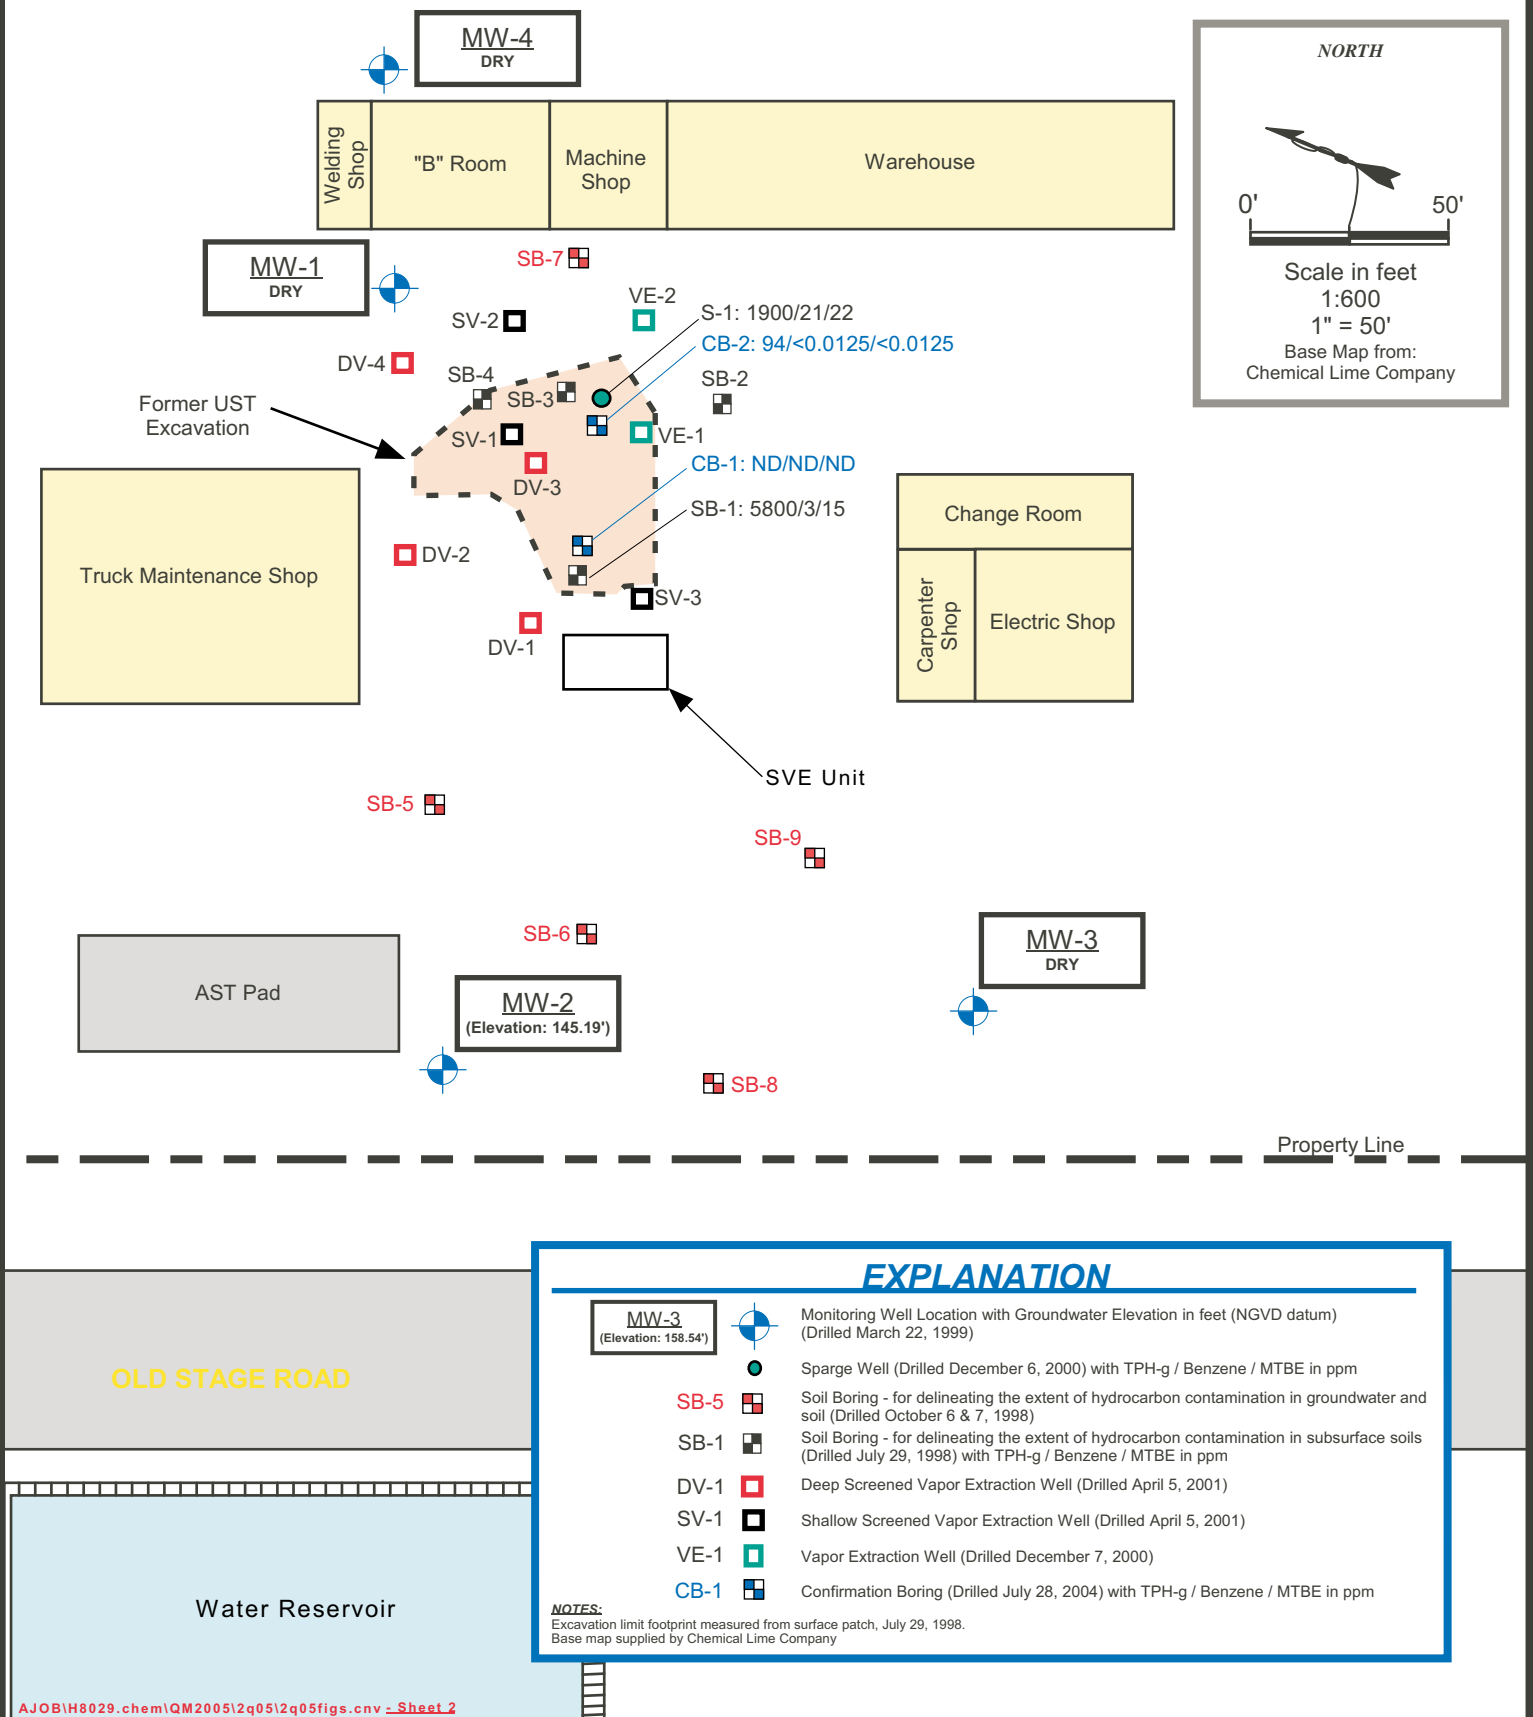 MW-4
DRY
NORTH
0'
50'
Scale in feet
1:600
1" = 50'
Base Map from:
Chemical Lime Company
Welding
Shop
"B" Room
Machine
Shop
Warehouse
MW-1
DRY
SB-7
SV-2
VE-2
S-1: 1900/21/22
CB-2: 94/<0.0125/<0.0125
DV-4
SB-4
SB-3
SB-2
Former UST
Excavation
SV-1
VE-1
DV-3
CB-1: ND/ND/ND
SB-1: 5800/3/15
Truck Maintenance Shop
DV-2
Change Room
Carpenter
Shop
Electric Shop
SV-3
DV-1
SVE Unit
SB-5
SB-9
SB-6
AST Pad
MW-2
(Elevation: 145.19')
MW-3
DRY
SB-8
Property Line
OLD STAGE ROAD
EXPLANATION
MW-3
(Elevation: 158.54')
Monitoring Well Location with Groundwater Elevation in feet (NGVD datum)
(Drilled March 22, 1999)
Sparge Well (Drilled December 6, 2000) with TPH-g / Benzene / MTBE in ppm
SB-5
Soil Boring - for delineating the extent of hydrocarbon contamination in groundwater and
soil (Drilled October 6 & 7, 1998)
SB-1
Soil Boring - for delineating the extent of hydrocarbon contamination in subsurface soils
(Drilled July 29, 1998) with TPH-g / Benzene / MTBE in ppm
DV-1
Deep Screened Vapor Extraction Well (Drilled April 5, 2001)
SV-1
Shallow Screened Vapor Extraction Well (Drilled April 5, 2001)
VE-1
Vapor Extraction Well (Drilled December 7, 2000)
CB-1
Confirmation Boring (Drilled July 28, 2004) with TPH-g / Benzene / MTBE in ppm
NOTES:
Excavation limit footprint measured from surface patch, July 29, 1998.
Base map supplied by Chemical Lime Company
Water Reservoir
AJOB\H8029.chem\QM2005\2q05\2q05figs.cnv - Sheet 2